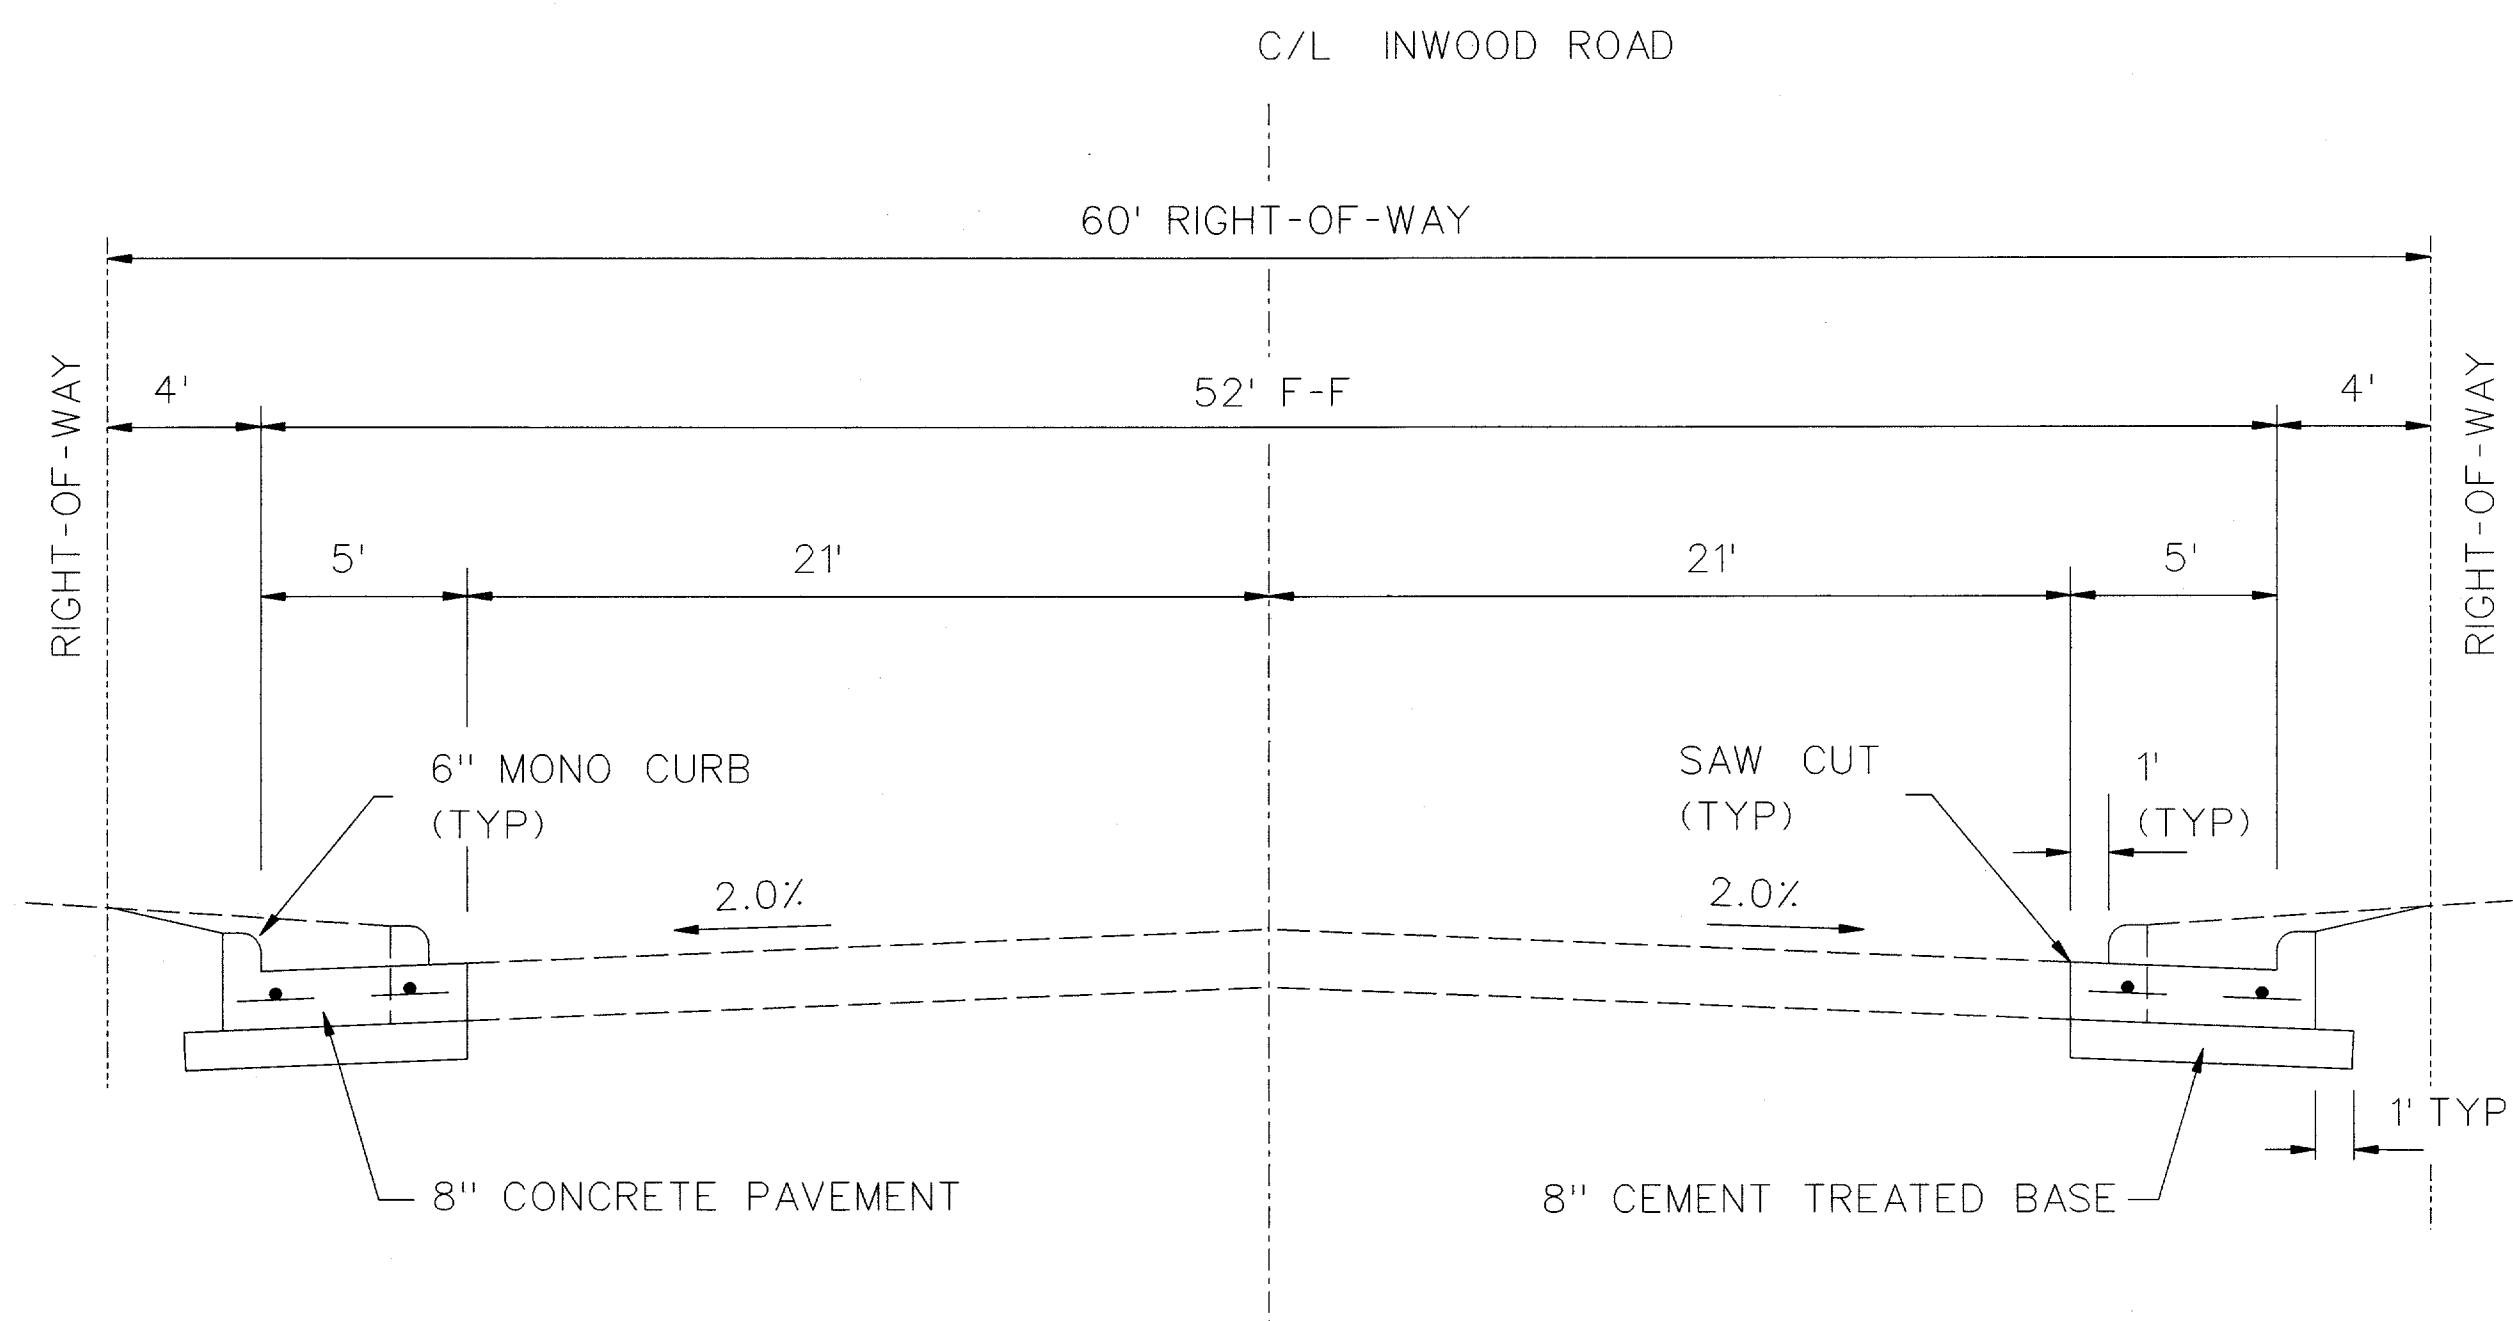 C/L INWOOD ROAD
60' RIGHT-OF-WAY
RIGHT-OF-WAY
4'
52' F-F
4'
RIGHT-OF-WAY
5'
21'
21'
5'
6" MONO CURB
(TYP)
SAW CUT
(TYP)
1'
(TYP)
2.0%
2.0%
1' TYP
8" CONCRETE PAVEMENT
8" CEMENT TREATED BASE